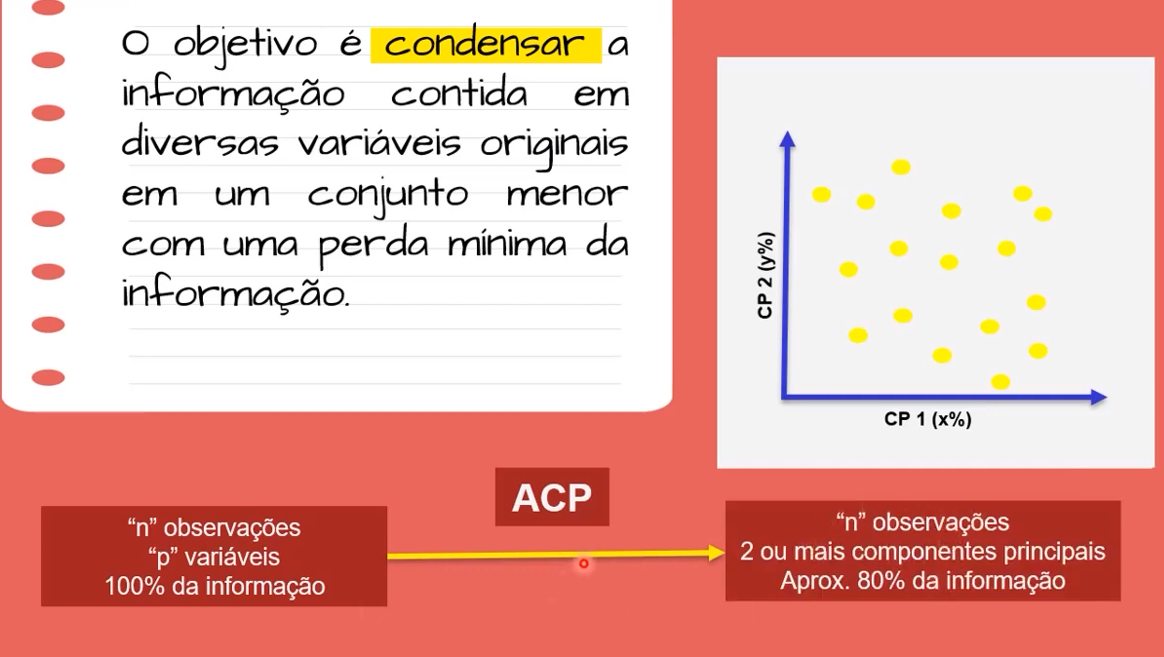 O objetivo é condensar a
informação contida em
diversas variáveis originais
em um conjunto menor
com uma perda mínima da
informação.
CP 2 (y%)
CP 1 (x%)
ACP
“n” observações
“p” variáveis
100% da informação
“n” observações
2 ou mais componentes principais
Aprox. 80% da informação